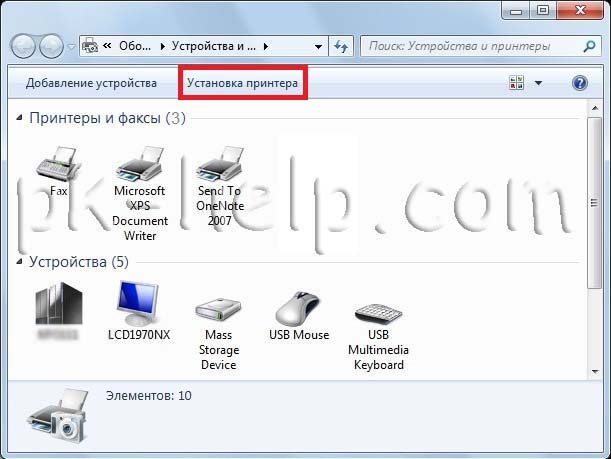 « Обо... Устройства и ...
Поиск: Устройства и принтеры
Добавление устройства Установка принтера
Принтеры и факсы (3)
Fax
Microsoft
XPS
Document
Writer
Send To
OneNote
2007
pk-help.com
Устройства (5)
LCD1970NX
Mass
Storage
Device
USB Mouse
USB
Multimedia
Keyboard
Элементов: 10